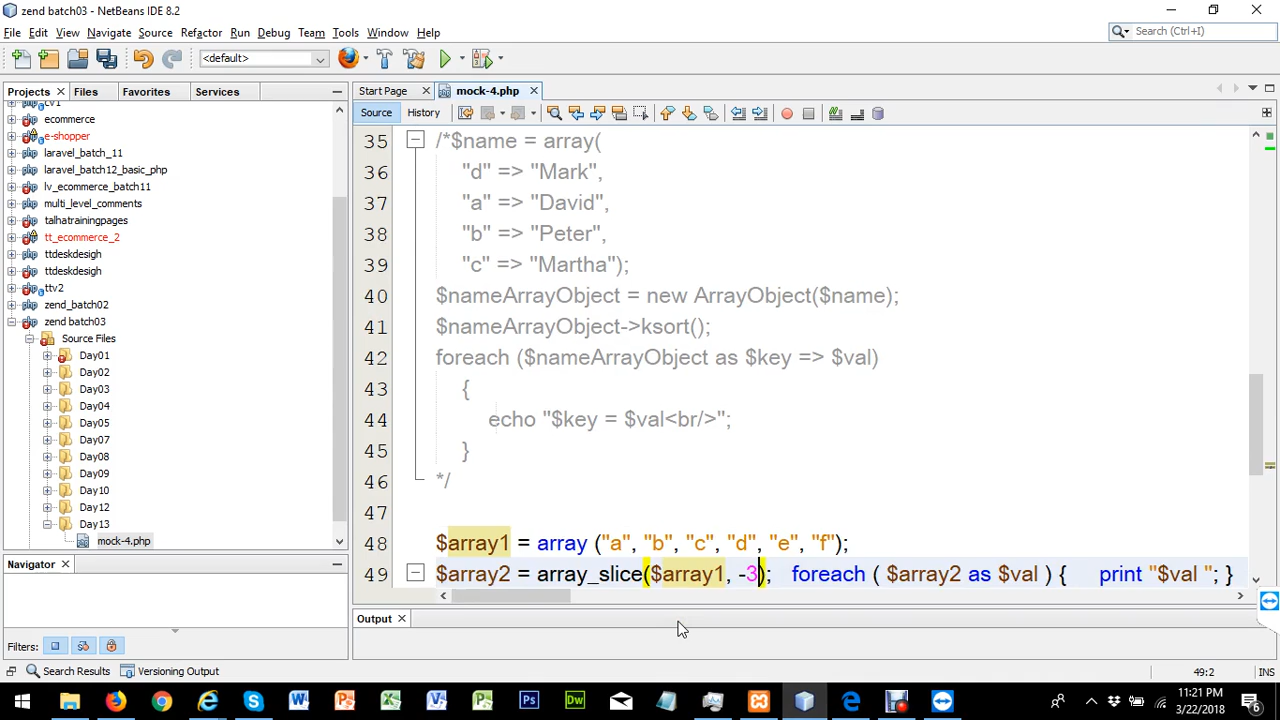 zend batch03 - NetBeans IDE 8.2
File Edit View Navigate Source Refactor Run Debug Team Tools Window Help
Search (Ctrl+I)
<default>
Projects Files Favorites Services
Start Page mock-4.php
Source History
cv1
ecommerce
e-shopper
laravel_batch_11
laravel_batch12_basic_php
lv_ecommerce_batch11
multi_level_comments
talhatrainingpages
tt_ecommerce_2
ttdeskdesigh
ttdeskdesigh
ttv2
zend_batch02
zend batch03
Source Files
Day01
Day02
Day03
Day04
Day05
Day07
Day08
Day09
Day10
Day12
Day13
mock-4.php
35 /*$name = array(
36 "d" => "Mark",
37 "a" => "David",
38 "b" => "Peter",
39 "c" => "Martha");
40 $nameArrayObject = new ArrayObject($name);
41 $nameArrayObject->ksort();
42 foreach ($nameArrayObject as $key => $val)
43 {
44 echo "$key = $val<br/>";
45 }
46 */
47
48 $array1 = array ("a", "b", "c", "d", "e", "f");
49 $array2 = array_slice($array1, -3); foreach ( $array2 as $val ) { print "$val "; }
Navigator
Filters:
Output
Search Results Versioning Output
49:2 INS
11:21 PM
3/22/2018
6